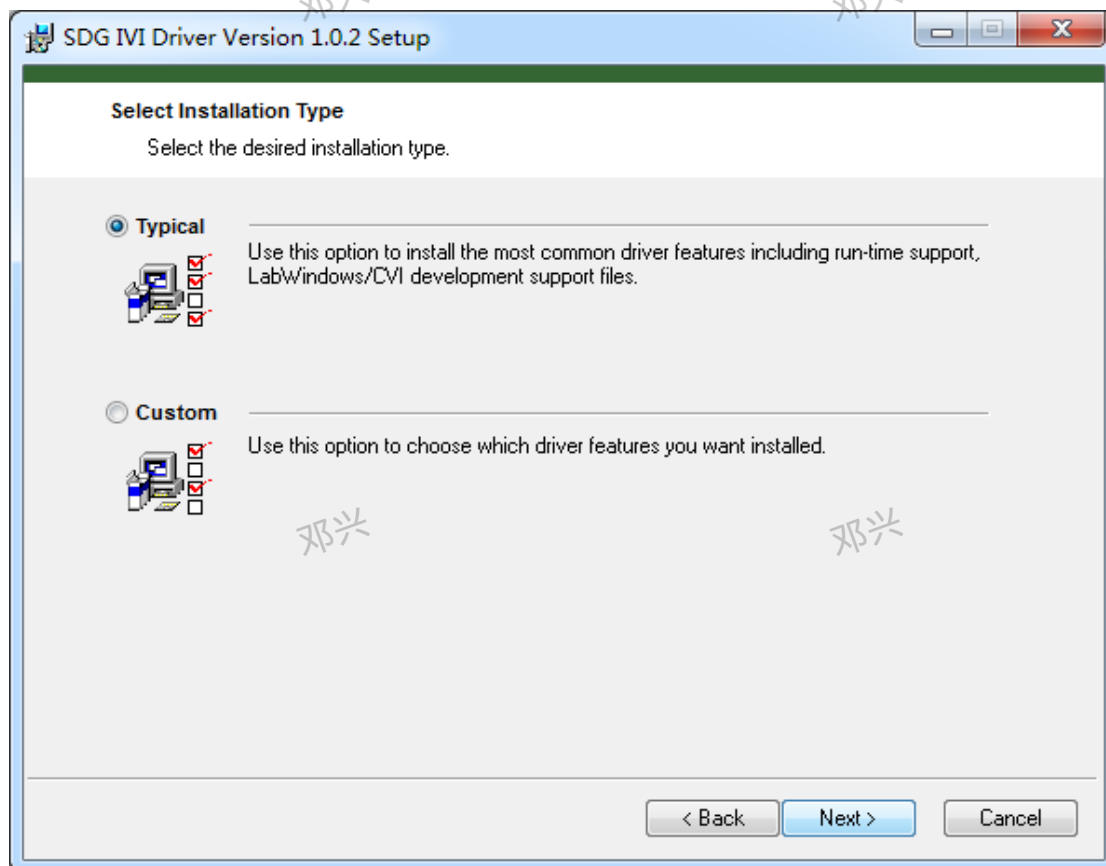 SDG IVI Driver Version 1.0.2 Setup
Select Installation Type
Select the desired installation type.
Typical
Use this option to install the most common driver features including run-time support,
LabWindows/CVI development support files.
Custom
Use this option to choose which driver features you want installed.
邓兴
邓兴
< Back
Next >
Cancel